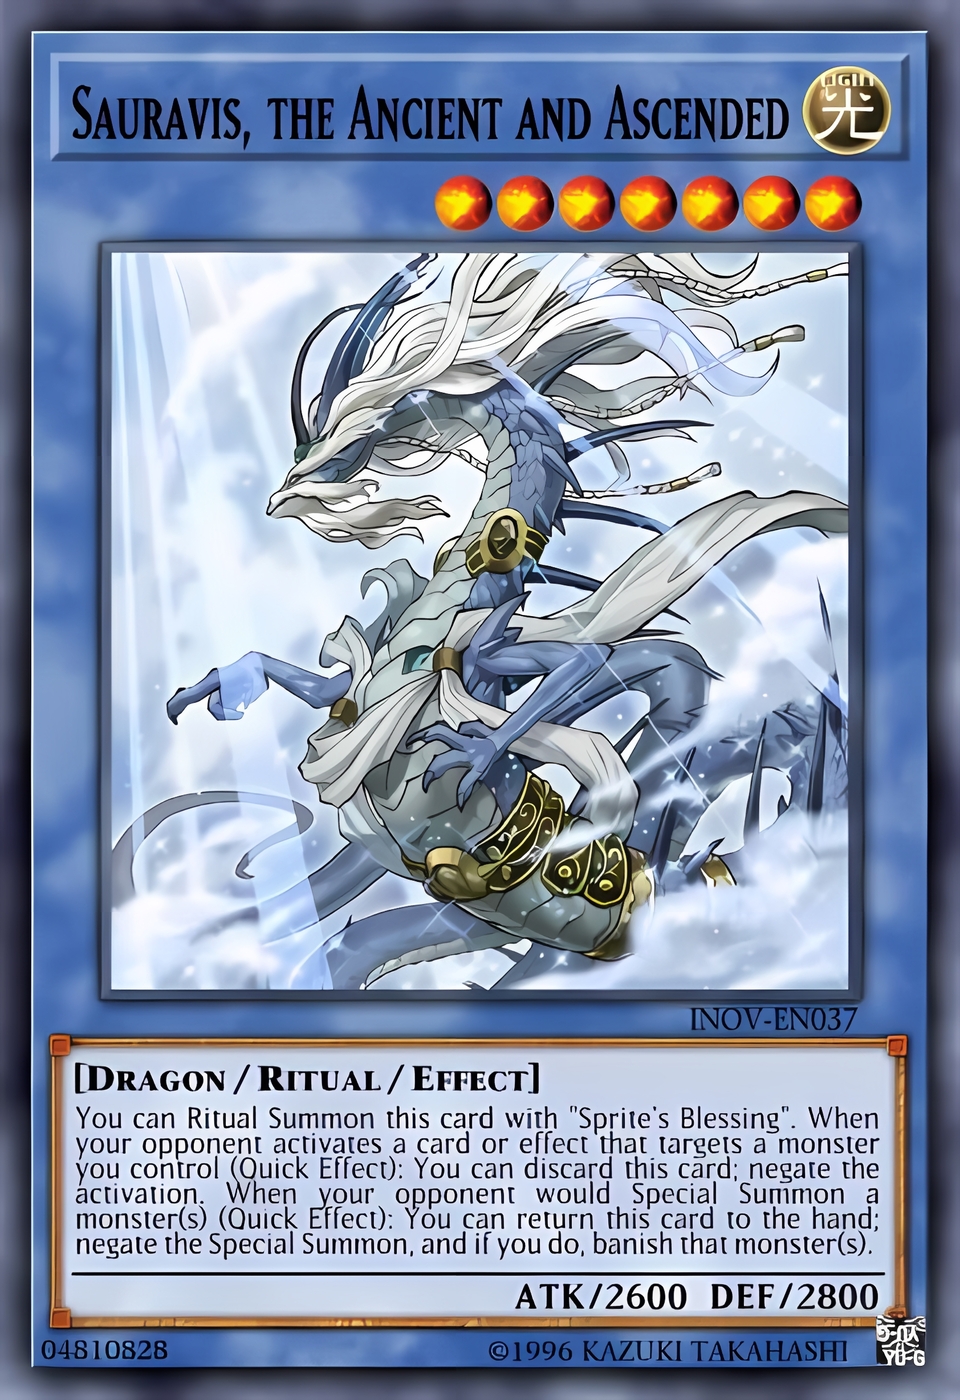 SAURAVIS, THE ANCIENT AND ASCENDED
光
INOV-EN037
[DRAGON / RITUAL / EFFECT]
You can Ritual Summon this card with "Sprite's Blessing". When
your opponent activates a card or effect that targets a monster
you control (Quick Effect): You can discard this card; negate the
activation. When your opponent would Special Summon a
monster(s) (Quick Effect): You can return this card to the hand;
negate the Special Summon, and if you do, banish that monster(s).
ATK/2600 DEF/2800
04810828
©1996 KAZUKI TAKAHASHI